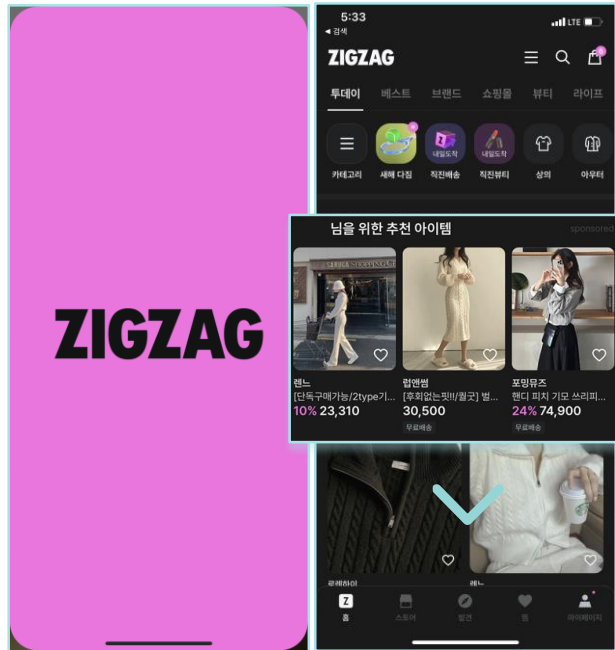 ZIGZAG
5:33
LTE
◀ 검색
ZIGZAG
6
투데이 베스트 브랜드 쇼핑몰 뷰티 라이프
내일도착 내일도착
카테고리 새해 다짐 직진배송 직진뷰티 상의 아우터
님을 위한 추천 아이템 sponsored
렌느 럽앤썸 포밍뮤즈
[단독구매가능/2type기... [후회없는핏!!/월굿] 벌... 핸디 피치 기모 쓰리피...
10% 23,310 30,500 24% 74,900
무료배송 무료배송
로렌하이 렌느
홈 스토어 발견 찜 마이페이지